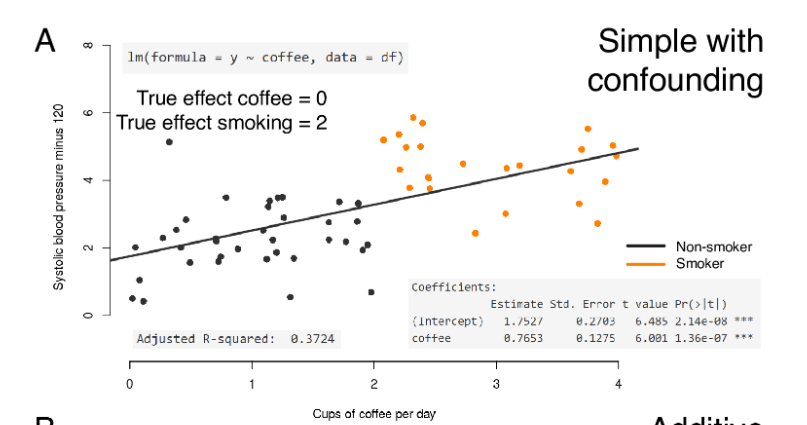 A
Simple with
confounding
lm(formula = y ~ coffee, data = df)
True effect coffee = 0
True effect smoking = 2
Systolic blood pressure minus 120
8
6
4
2
0
Non-smoker
Smoker
Coefficients:
Estimate Std. Error t value Pr(>|t|)
(Intercept) 1.7527 0.2703 6.485 2.14e-08 ***
coffee 0.7653 0.1275 6.001 1.36e-07 ***
Adjusted R-squared: 0.3724
0 1 2 3 4
Cups of coffee per day
B
Additive